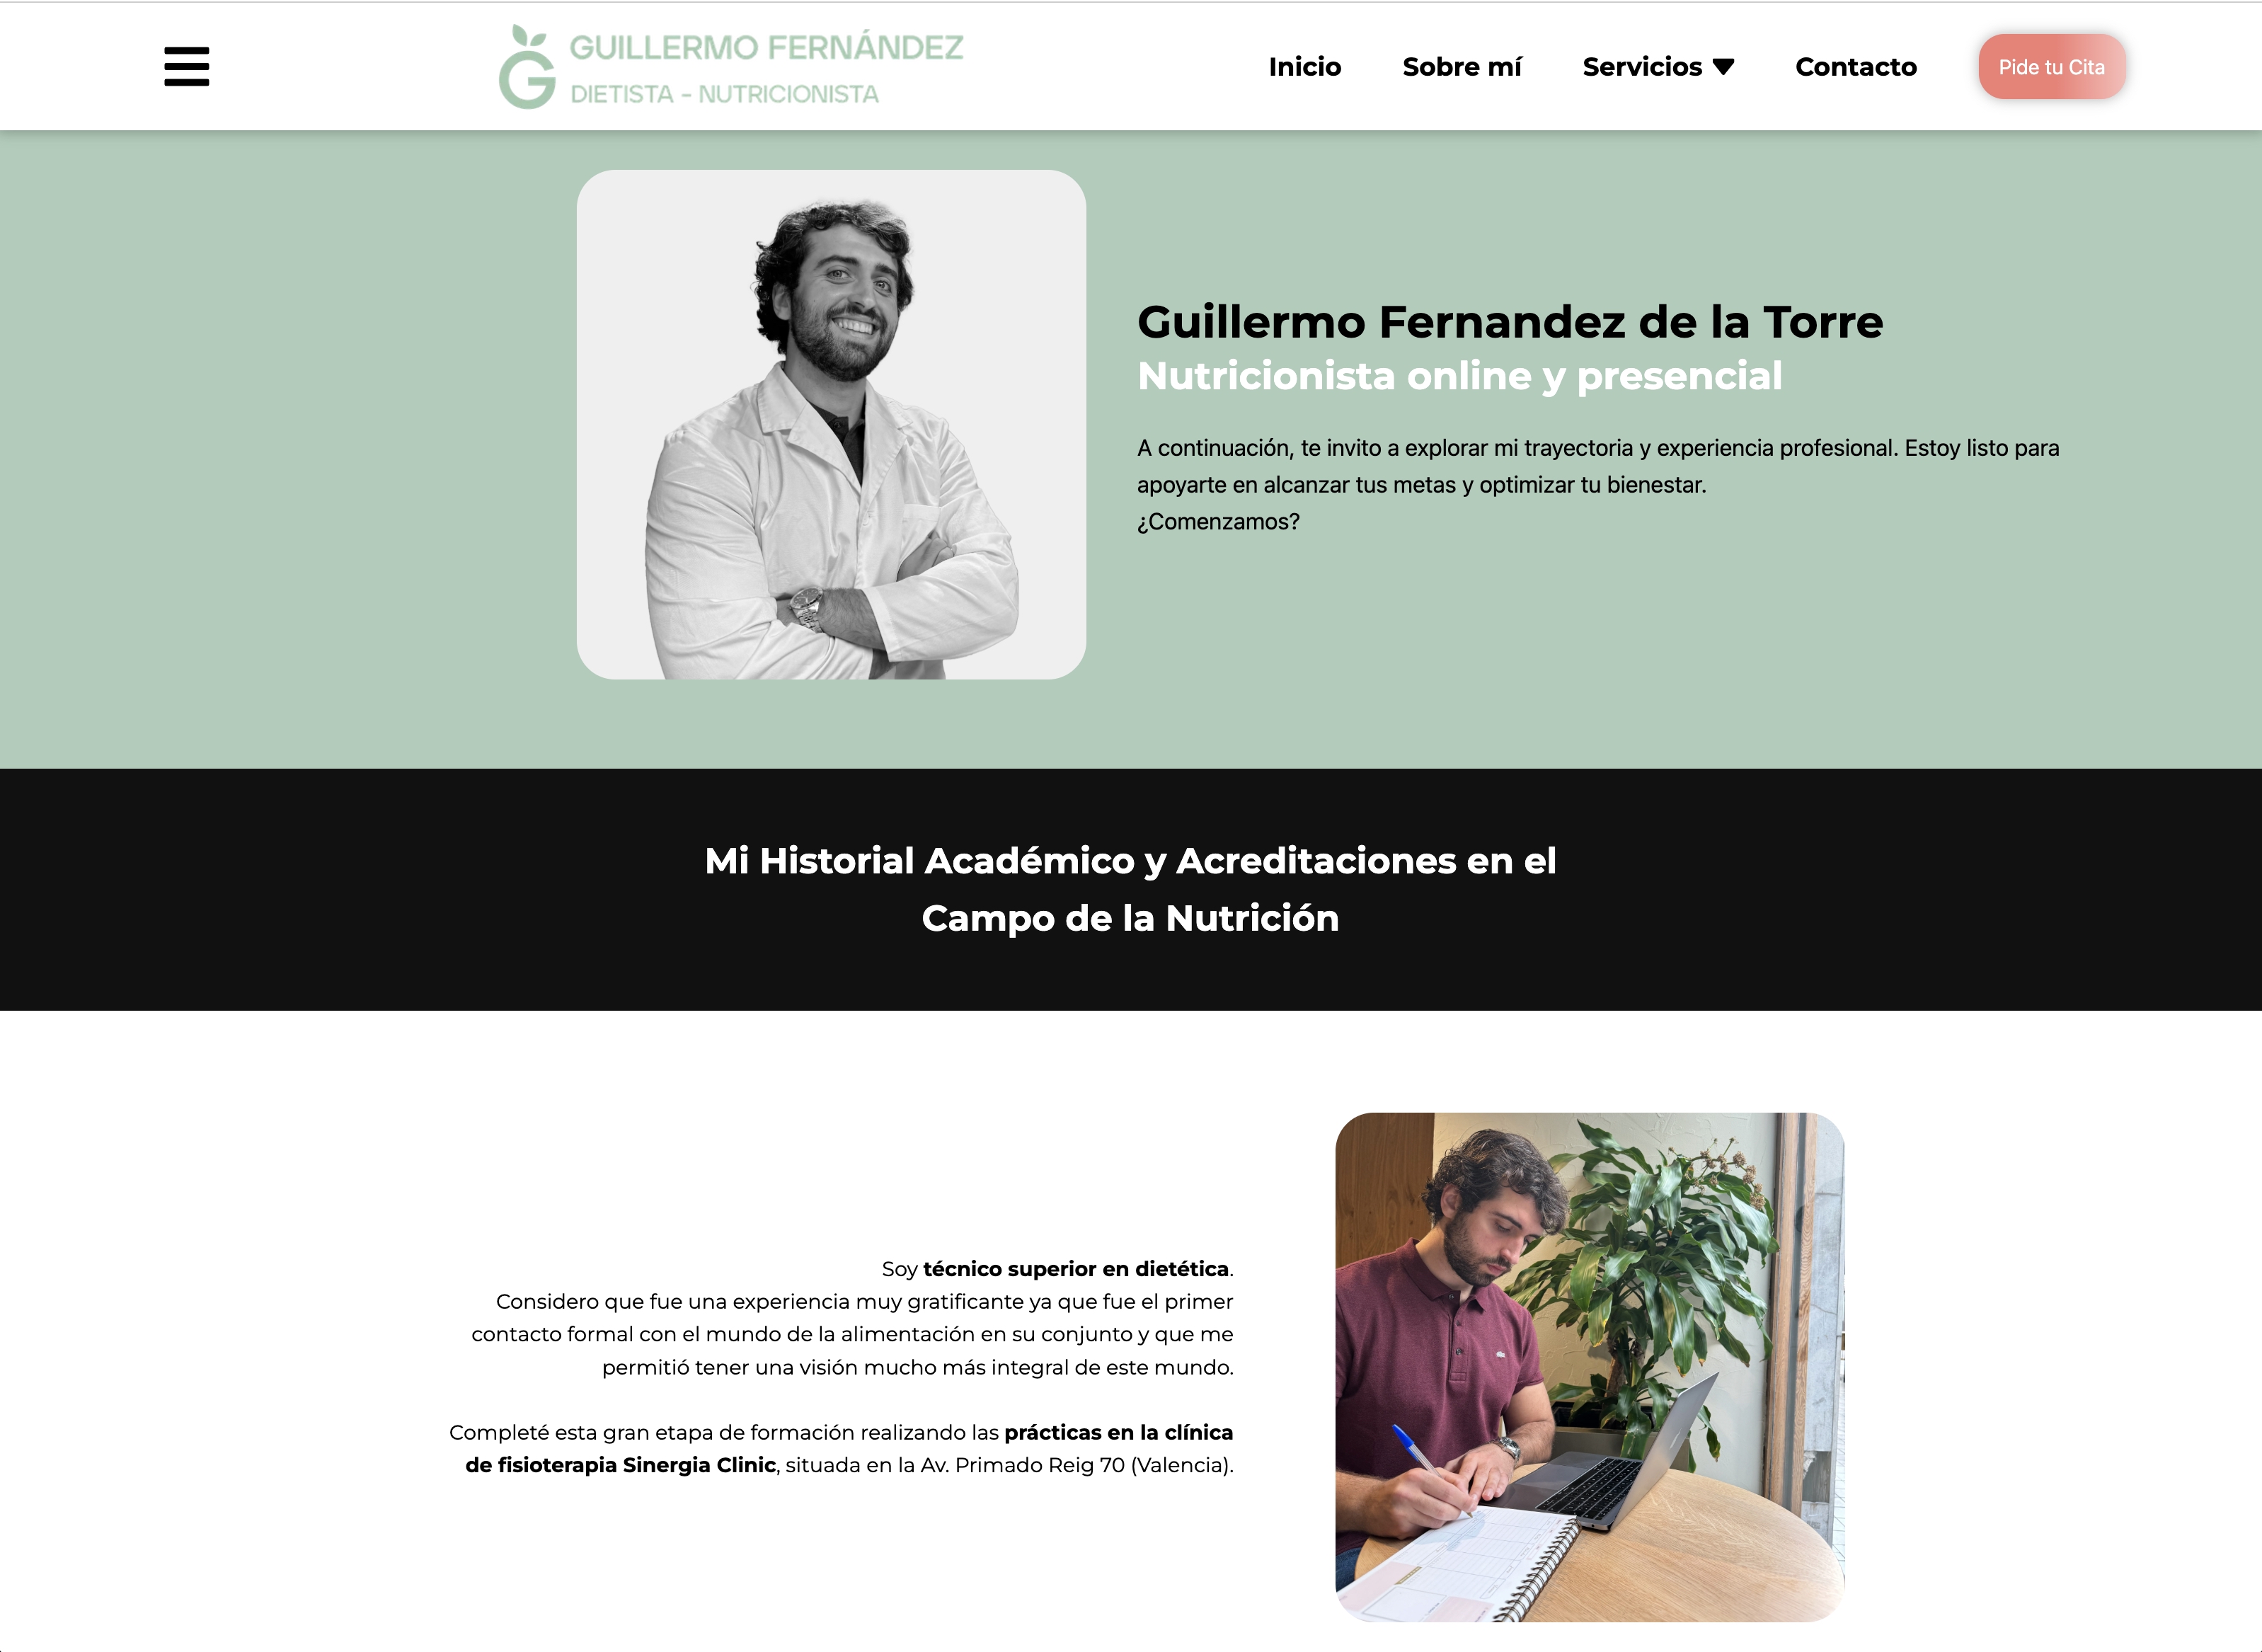 GUILLERMO FERNÁNDEZ
DIETISTA - NUTRICIONISTA
Inicio
Sobre mí
Servicios
Contacto
Pide tu Cita
Guillermo Fernandez de la Torre
Nutricionista online y presencial
A continuación, te invito a explorar mi trayectoria y experiencia profesional. Estoy listo para
apoyarte en alcanzar tus metas y optimizar tu bienestar.
¿Comenzamos?
Mi Historial Académico y Acreditaciones en el
Campo de la Nutrición
Soy técnico superior en dietética.
Considero que fue una experiencia muy gratificante ya que fue el primer
contacto formal con el mundo de la alimentación en su conjunto y que me
permitió tener una visión mucho más integral de este mundo.
Completé esta gran etapa de formación realizando las prácticas en la clínica
de fisioterapia Sinergia Clinic, situada en la Av. Primado Reig 70 (Valencia).